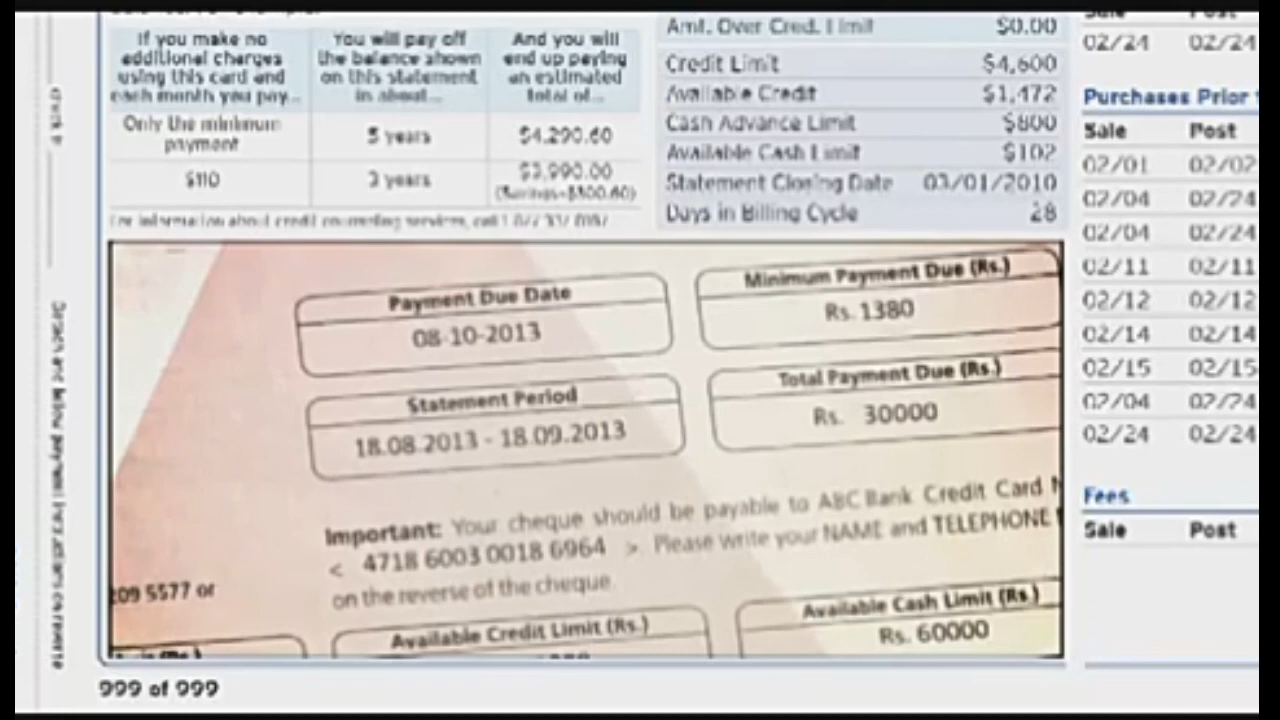 If you make no additional charges using this card and each month you pay...
You will pay off the balance shown on this statement in about...
And you will end up paying an estimated total of...
Only the minimum payment
5 years
$4,290.60
$110
3 years
$3,990.00
(Savings=$300.60)
Amt. Over Cred. Limit $0.00
Credit Limit $4,600
Available Credit $1,472
Cash Advance Limit $800
Available Cash Limit $102
Statement Closing Date 03/01/2010
Days in Billing Cycle 28
Sale Post
02/24 02/24
Purchases Prior
Sale Post
02/01 02/02
02/04 02/24
02/04 02/24
02/11 02/11
02/12 02/12
02/14 02/14
02/15 02/15
02/04 02/24
02/24 02/24
Fees
Sale Post
Payment Due Date
08-10-2013
Minimum Payment Due (Rs.)
Rs. 1380
Statement Period
18.08.2013 - 18.09.2013
Total Payment Due (Rs.)
Rs. 30000
Important: Your cheque should be payable to ABC Bank Credit Card
< 4718 6003 0018 6964 > Please write your NAME and TELEPHONE
on the reverse of the cheque
209 5577 or
Available Credit Limit (Rs.)
Available Cash Limit (Rs.)
Rs. 60000
999 of 999